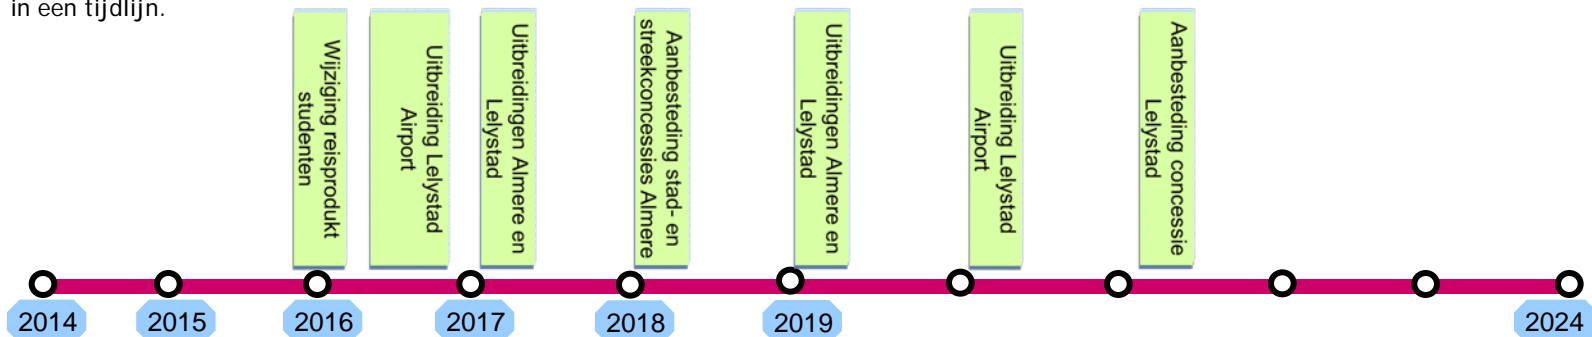 in een tijdlijn.
Wijziging reisprodukt
studenten
Uitbreiding Lelystad
Airport
Uitbreidingen Almere en
Lelystad
Aanbesteding stad- en
streekconcessies Almere
Uitbreidingen Almere en
Lelystad
Uitbreiding Lelystad
Airport
Aanbesteding concessie
Lelystad
2014
2015
2016
2017
2018
2019
2024